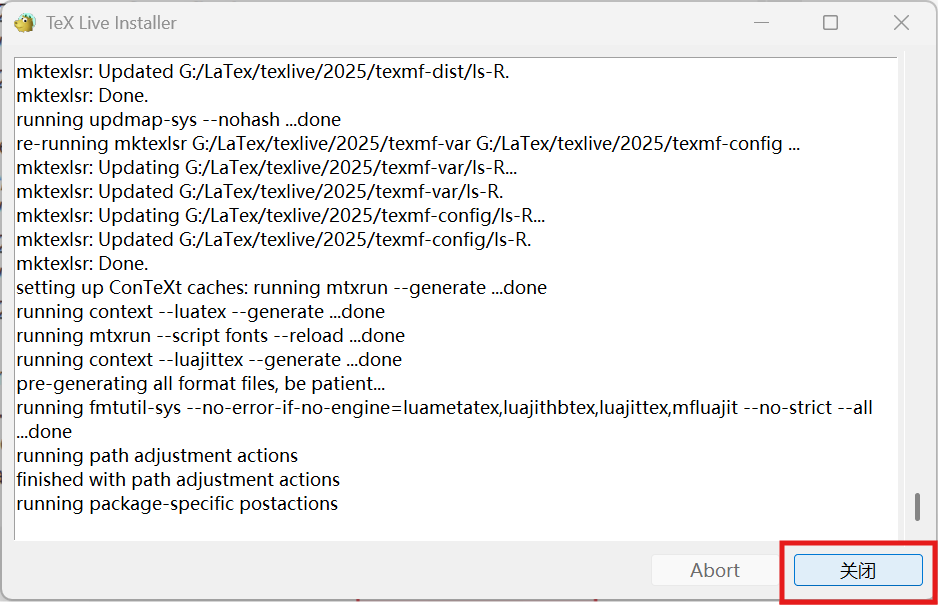 TeX Live Installer
mktexlsr: Updated G:/LaTex/texlive/2025/texmf-dist/ls-R.
mktexlsr: Done.
running updmap-sys --nohash ...done
re-running mktexlsr G:/LaTex/texlive/2025/texmf-var G:/LaTex/texlive/2025/texmf-config ...
mktexlsr: Updating G:/LaTex/texlive/2025/texmf-var/ls-R...
mktexlsr: Updated G:/LaTex/texlive/2025/texmf-var/ls-R.
mktexlsr: Updating G:/LaTex/texlive/2025/texmf-config/ls-R...
mktexlsr: Updated G:/LaTex/texlive/2025/texmf-config/ls-R.
mktexlsr: Done.
setting up ConTeXt caches: running mtxrun --generate ...done
running context --luatex --generate ...done
running mtxrun --script fonts --reload ...done
running context --luajittex --generate ...done
pre-generating all format files, be patient...
running fmtutil-sys --no-error-if-no-engine=luametatex,luajithbtex,luajittex,mfluajit --no-strict --all
...done
running path adjustment actions
finished with path adjustment actions
running package-specific postactions
Abort 关闭